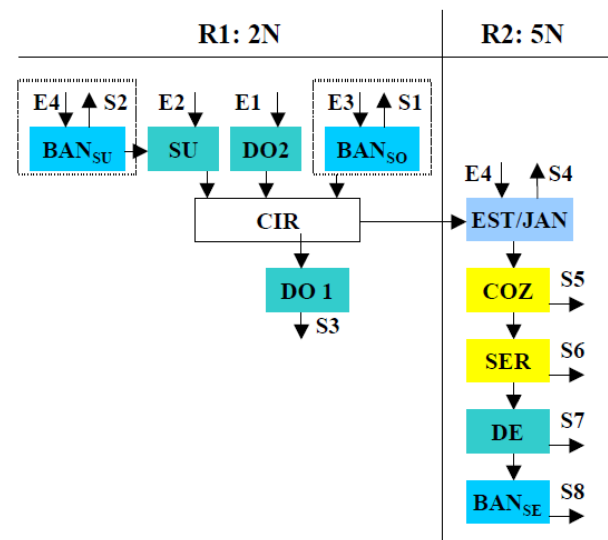 R1: 2N R2: 5N
E4 S2 E2 E1 E3 S1
BANSU SU DO2 BANSO
E4 S4
CIR EST/JAN
DO 1 COZ S5
S3
SER S6
DE S7
BANSE S8